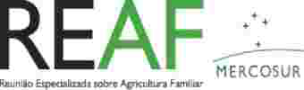 REAF
Reunião Especializada sobre Agricultura Familiar
MERCOSUR